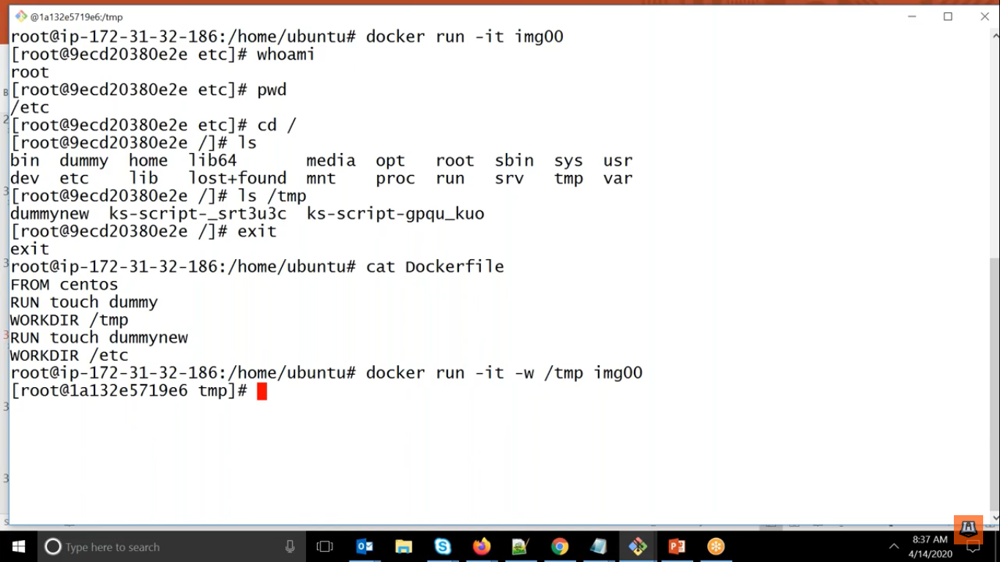 @1a132e5719e6:/tmp
root@ip-172-31-32-186:/home/ubuntu# docker run -it img00
[root@9ecd20380e2e etc]# whoami
root
[root@9ecd20380e2e etc]# pwd
/etc
[root@9ecd20380e2e etc]# cd /
[root@9ecd20380e2e /]# ls
bin  dummy  home  lib64       media  opt   root  sbin  sys  usr
dev  etc    lib   lost+found  mnt    proc  run   srv   tmp  var
[root@9ecd20380e2e /]# ls /tmp
dummynew  ks-script-_srt3u3c  ks-script-gpqu_kuo
[root@9ecd20380e2e /]# exit
exit
root@ip-172-31-32-186:/home/ubuntu# cat Dockerfile
FROM centos
RUN touch dummy
WORKDIR /tmp
RUN touch dummynew
WORKDIR /etc
root@ip-172-31-32-186:/home/ubuntu# docker run -it -w /tmp img00
[root@1a132e5719e6 tmp]#
Type here to search
8:37 AM
4/14/2020